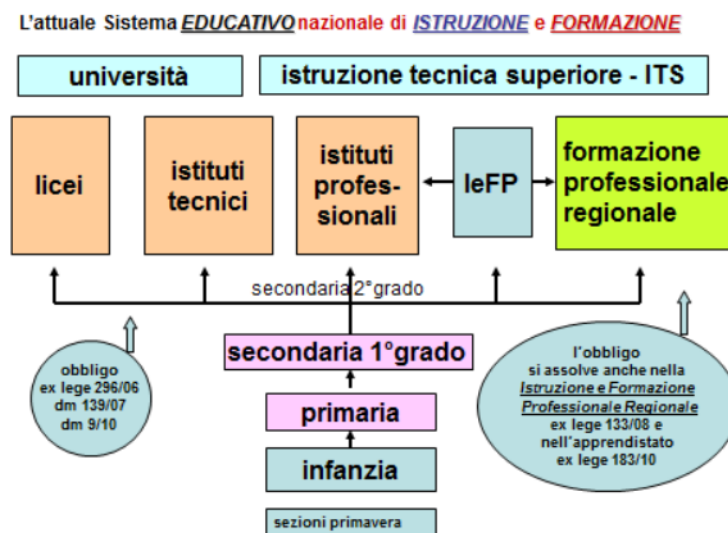 L'attuale Sistema EDUCATIVO nazionale di ISTRUZIONE e FORMAZIONE
università
istruzione tecnica superiore - ITS
licei
istituti
tecnici
istituti
profes-
sionali
IeFP
formazione
professionale
regionale
secondaria 2°grado
secondaria 1°grado
primaria
infanzia
sezioni primavera
obbligo
ex lege 296/06
dm 139/07
dm 9/10
l'obbligo
si assolve anche nella
Istruzione e Formazione
Professionale Regionale
ex lege 133/08 e
nell'apprendistato
ex lege 183/10